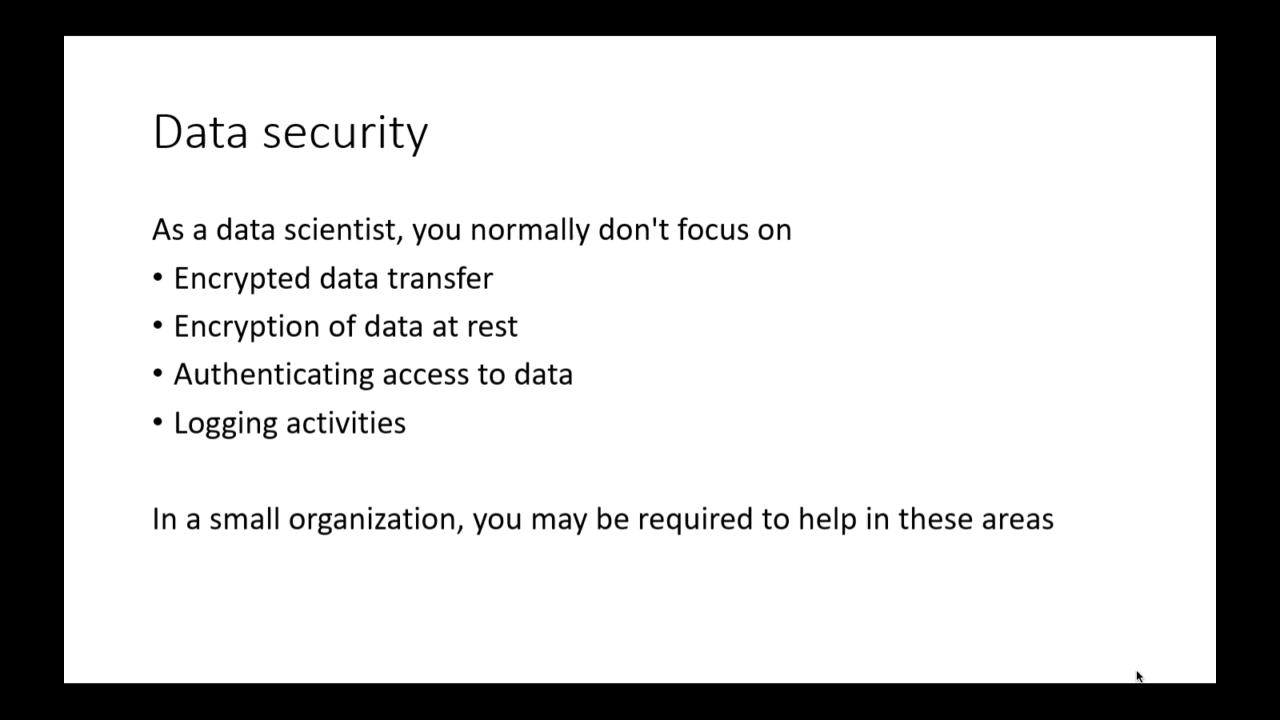 Data security
As a data scientist, you normally don't focus on
• Encrypted data transfer
• Encryption of data at rest
• Authenticating access to data
• Logging activities
In a small organization, you may be required to help in these areas